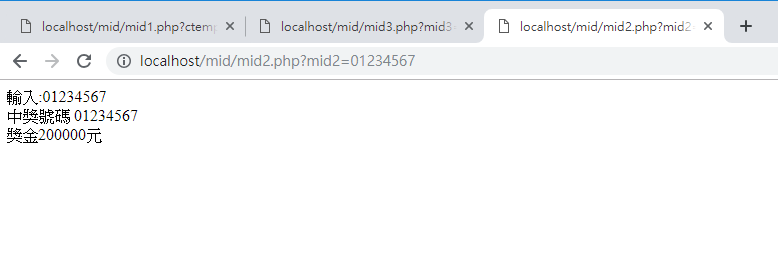 localhost/mid/mid1.php?ctemp
localhost/mid/mid3.php?mid3
localhost/mid/mid2.php?mid2
localhost/mid/mid2.php?mid2=01234567
輸入:01234567
中獎號碼 01234567
獎金200000元